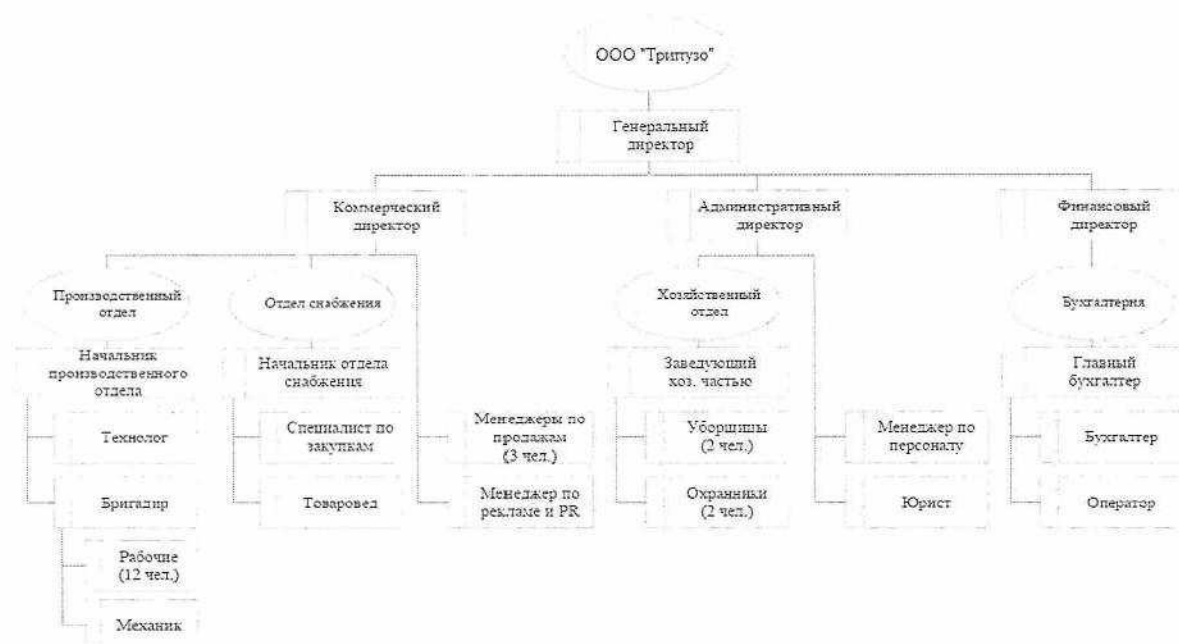 ООО "Трипузо"
Генеральный
директор
Коммерческий
директор
Административный
директор
Финансовый
директор
Производственный
отдел
Отдел снабжения
Хозяйственный
отдел
Бухгалтерия
Начальник
производственного
отдела
Начальник отдела
снабжения
Заведующий
хоз. частью
Главный
бухгалтер
Технолог
Специалист по
закупкам
Менеджеры по
продажам
(3 чел.)
Уборщицы
(2 чел.)
Менеджер по
персоналу
Бухгалтер
Бригадир
Товаровед
Менеджер по
рекламе и PR
Охранники
(2 чел.)
Юрист
Оператор
Рабочие
(12 чел.)
Механик